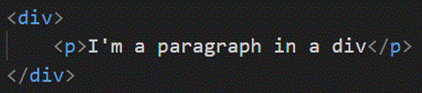 <div>
    <p>I'm a paragraph in a div</p>
</div>